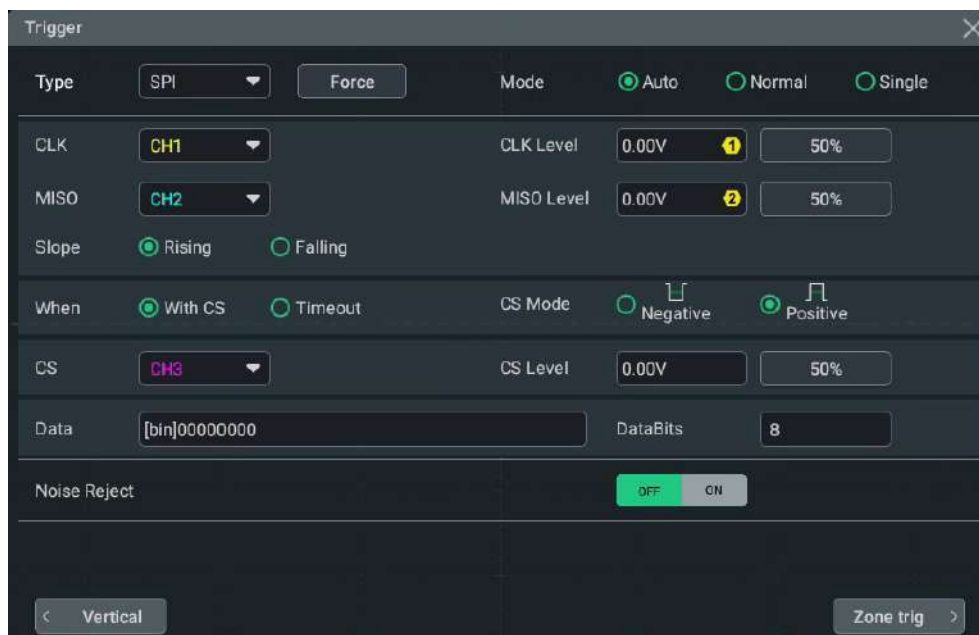 Trigger
Type SPI Force Mode Auto Normal Single
CLK CH1 CLK Level 0.00V 1 50%
MISO CH2 MISO Level 0.00V 2 50%
Slope Rising Falling
When With CS Timeout CS Mode Negative Positive
CS CH3 CS Level 0.00V 50%
Data [bin]00000000 DataBits 8
Noise Reject OFF ON
< Vertical Zone trig >